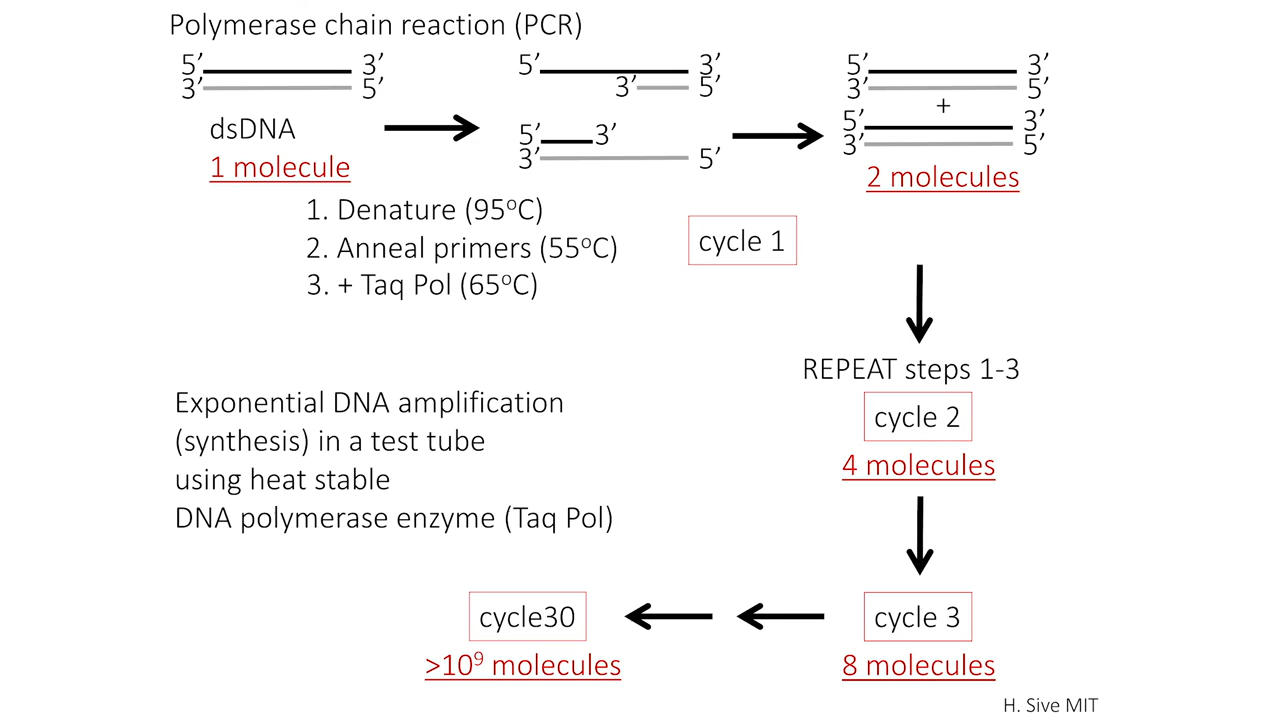 Polymerase chain reaction (PCR)
5’ 3’
3’ 5’
dsDNA
1 molecule
5’ 3’
3’ 5’
5’ 3’
3’ 5’
5’ 3’
3’ 5’
+
5’ 3’
3’ 5’
2 molecules
1. Denature (95°C)
2. Anneal primers (55°C)
3. + Taq Pol (65°C)
cycle 1
REPEAT steps 1-3
cycle 2
4 molecules
Exponential DNA amplification
(synthesis) in a test tube
using heat stable
DNA polymerase enzyme (Taq Pol)
cycle 3
8 molecules
cycle30
>10⁹ molecules
H. Sive MIT